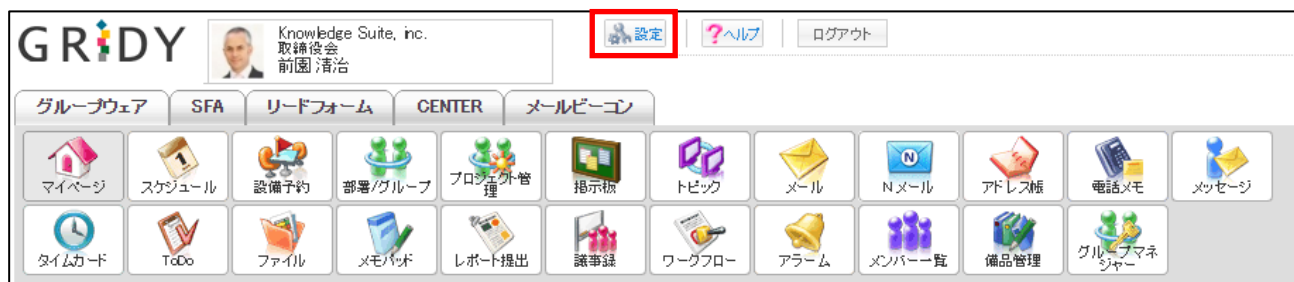 GRIDY
Knowledge Suite, inc.
取締役会
前園 清治
設定
ヘルプ
ログアウト
グループウェア
SFA
リードフォーム
CENTER
メールビーコン
マイページ
スケジュール
設備予約
部署/グループ
プロジェクト管
理
掲示板
トピック
メール
Nメール
アドレス帳
電話メモ
メッセージ
タイムカード
ToDo
ファイル
メモパッド
レポート提出
議事録
ワークフロー
アラーム
メンバー一覧
備品管理
グループマネ
ジャー